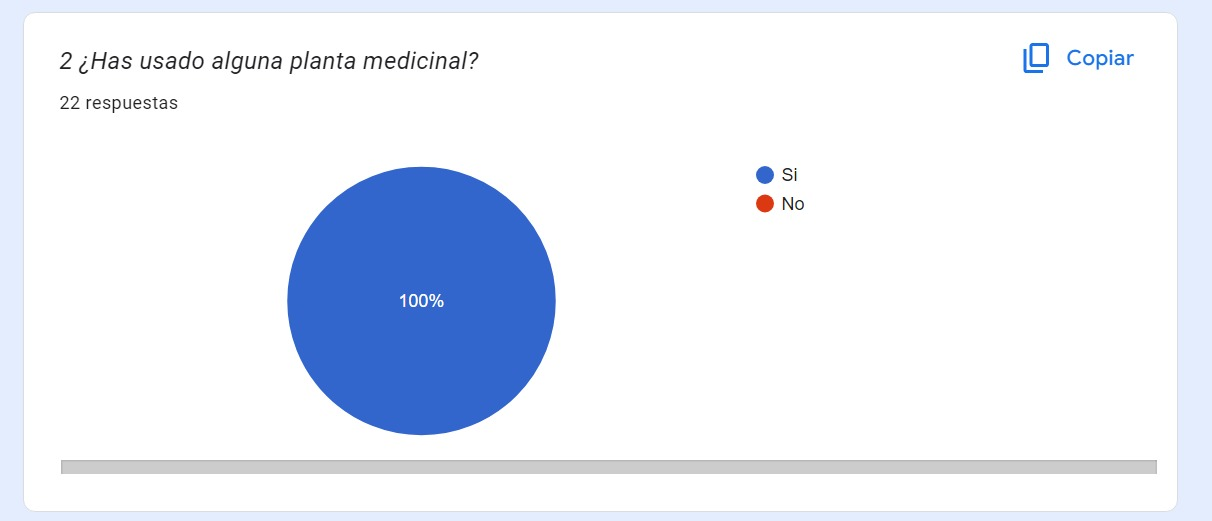 2 ¿Has usado alguna planta medicinal?
Copiar
22 respuestas
Si
No
100%